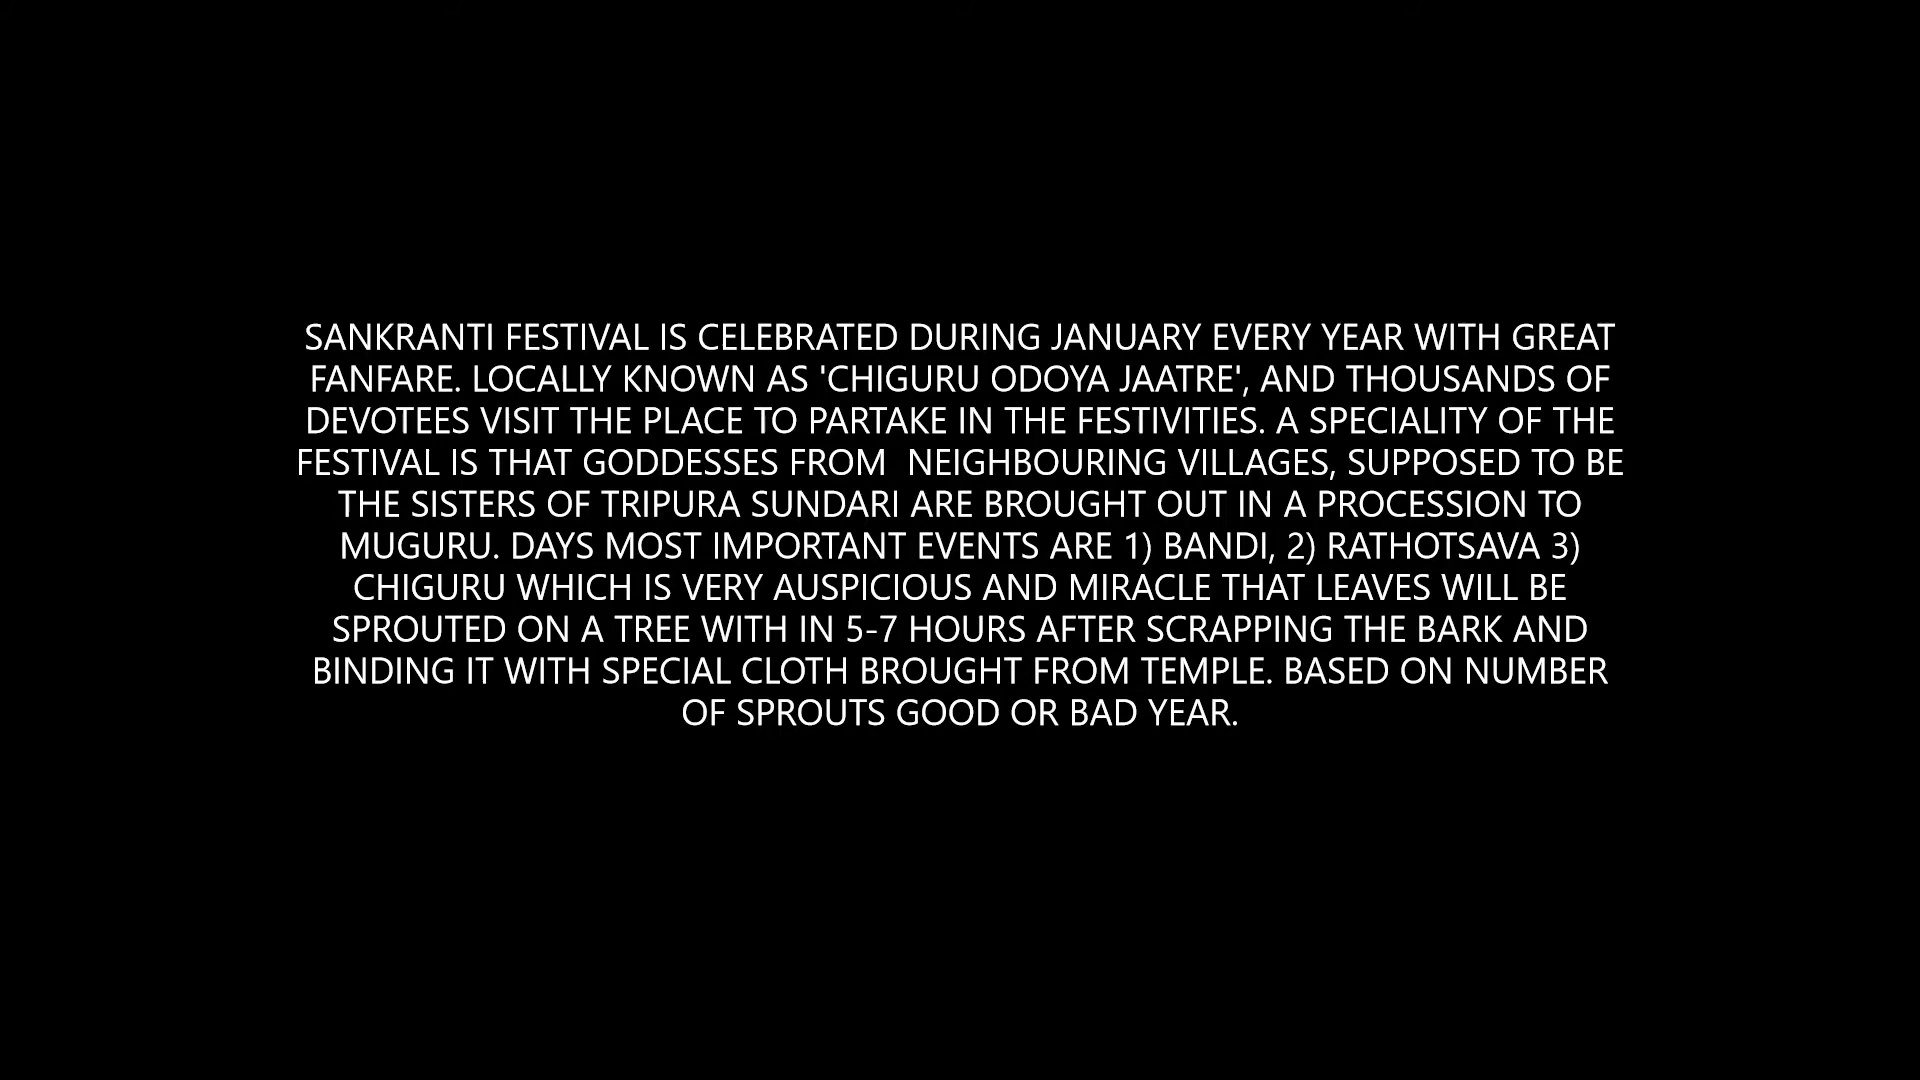 SANKRANTI FESTIVAL IS CELEBRATED DURING JANUARY EVERY YEAR WITH GREAT
FANFARE. LOCALLY KNOWN AS 'CHIGURU ODOYA JAATRE', AND THOUSANDS OF
DEVOTEES VISIT THE PLACE TO PARTAKE IN THE FESTIVITIES. A SPECIALITY OF THE
FESTIVAL IS THAT GODDESSES FROM  NEIGHBOURING VILLAGES, SUPPOSED TO BE
THE SISTERS OF TRIPURA SUNDARI ARE BROUGHT OUT IN A PROCESSION TO
MUGURU. DAYS MOST IMPORTANT EVENTS ARE 1) BANDI, 2) RATHOTSAVA 3)
CHIGURU WHICH IS VERY AUSPICIOUS AND MIRACLE THAT LEAVES WILL BE
SPROUTED ON A TREE WITH IN 5-7 HOURS AFTER SCRAPPING THE BARK AND
BINDING IT WITH SPECIAL CLOTH BROUGHT FROM TEMPLE. BASED ON NUMBER
OF SPROUTS GOOD OR BAD YEAR.